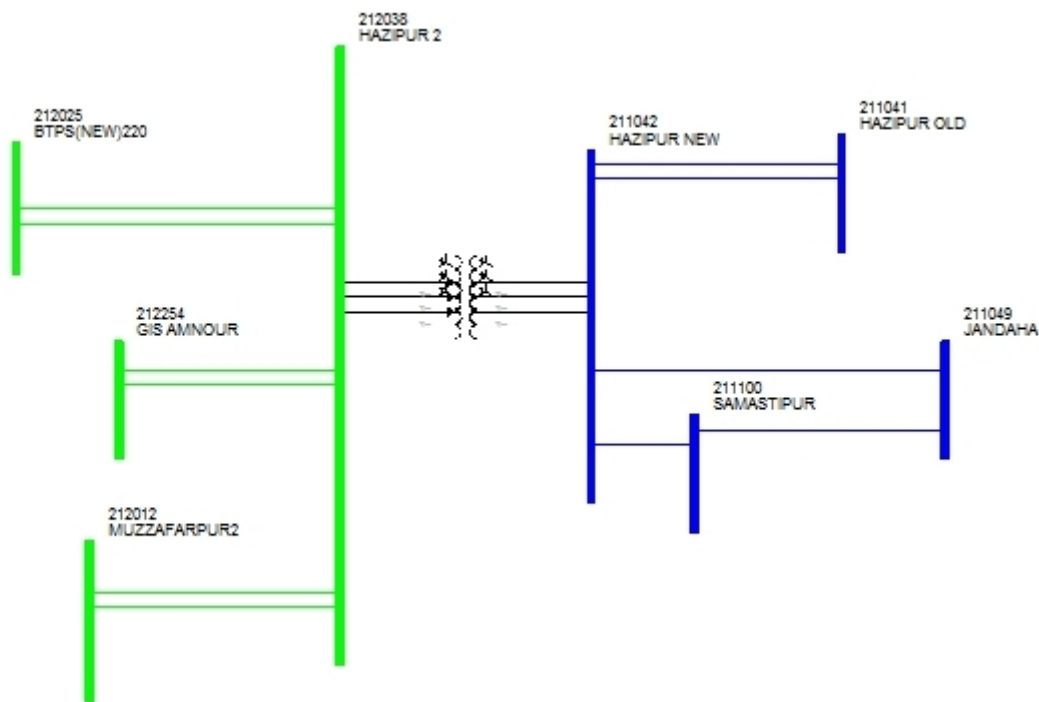 212038
HAZIPUR 2
212025
BTPS(NEW)220
211042
HAZIPUR NEW
211041
HAZIPUR OLD
212254
GIS AMNOUR
211049
JANDAHA
211100
SAMASTIPUR
212012
MUZZAFARPUR2